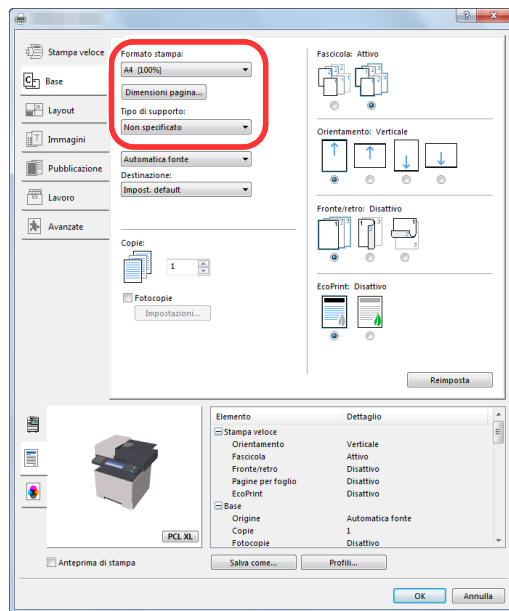 Stampa veloce
Base
Layout
Immagini
Pubblicazione
Lavoro
Avanzate
Formato stampa:
A4 [100%]
Dimensioni pagina...
Tipo di supporto:
Non specificato
Automatica fonte
Destinazione:
Impost. default
Copie:
1
Fotocopie
Impostazioni...
Fascicola: Attivo
Orientamento: Verticale
Fronte/retro: Disattivo
EcoPrint: Disattivo
Reimposta
PCL XL
Anteprima di stampa
Elemento Dettaglio
Stampa veloce
Orientamento Verticale
Fascicola Attivo
Fronte/retro Disattivo
Pagine per foglio Disattivo
EcoPrint Disattivo
Base
Origine Automatica fonte
Copie 1
Fotocopie Disattivo
Salva come... Profili...
OK Annulla